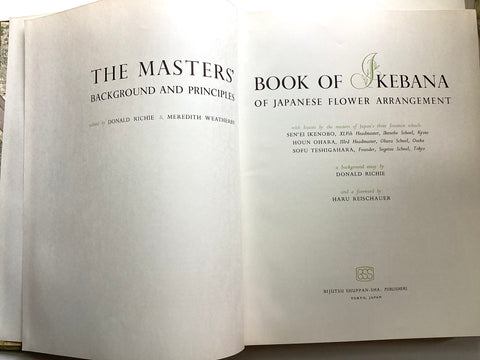 THE MASTERS'
BACKGROUND AND PRINCIPLES
edited by DONALD RICHIE & MEREDITH WEATHERBY
BOOK OF IKEBANA
OF JAPANESE FLOWER ARRANGEMENT
with lessons by the masters of Japan's three foremost schools
SEN'EI IKENOBO, XLVth Headmaster, Ikenobo School, Kyoto
HOUN OHARA, IIIrd Headmaster, Ohara School, Osaka
SOFU TESHIGAHARA, Founder, Sogetsu School, Tokyo
a background essay by
DONALD RICHIE
and a foreword by
HARU REISCHAUER
BSS
BIJUTSU SHUPPAN-SHA, PUBLISHERS
TOKYO, JAPAN